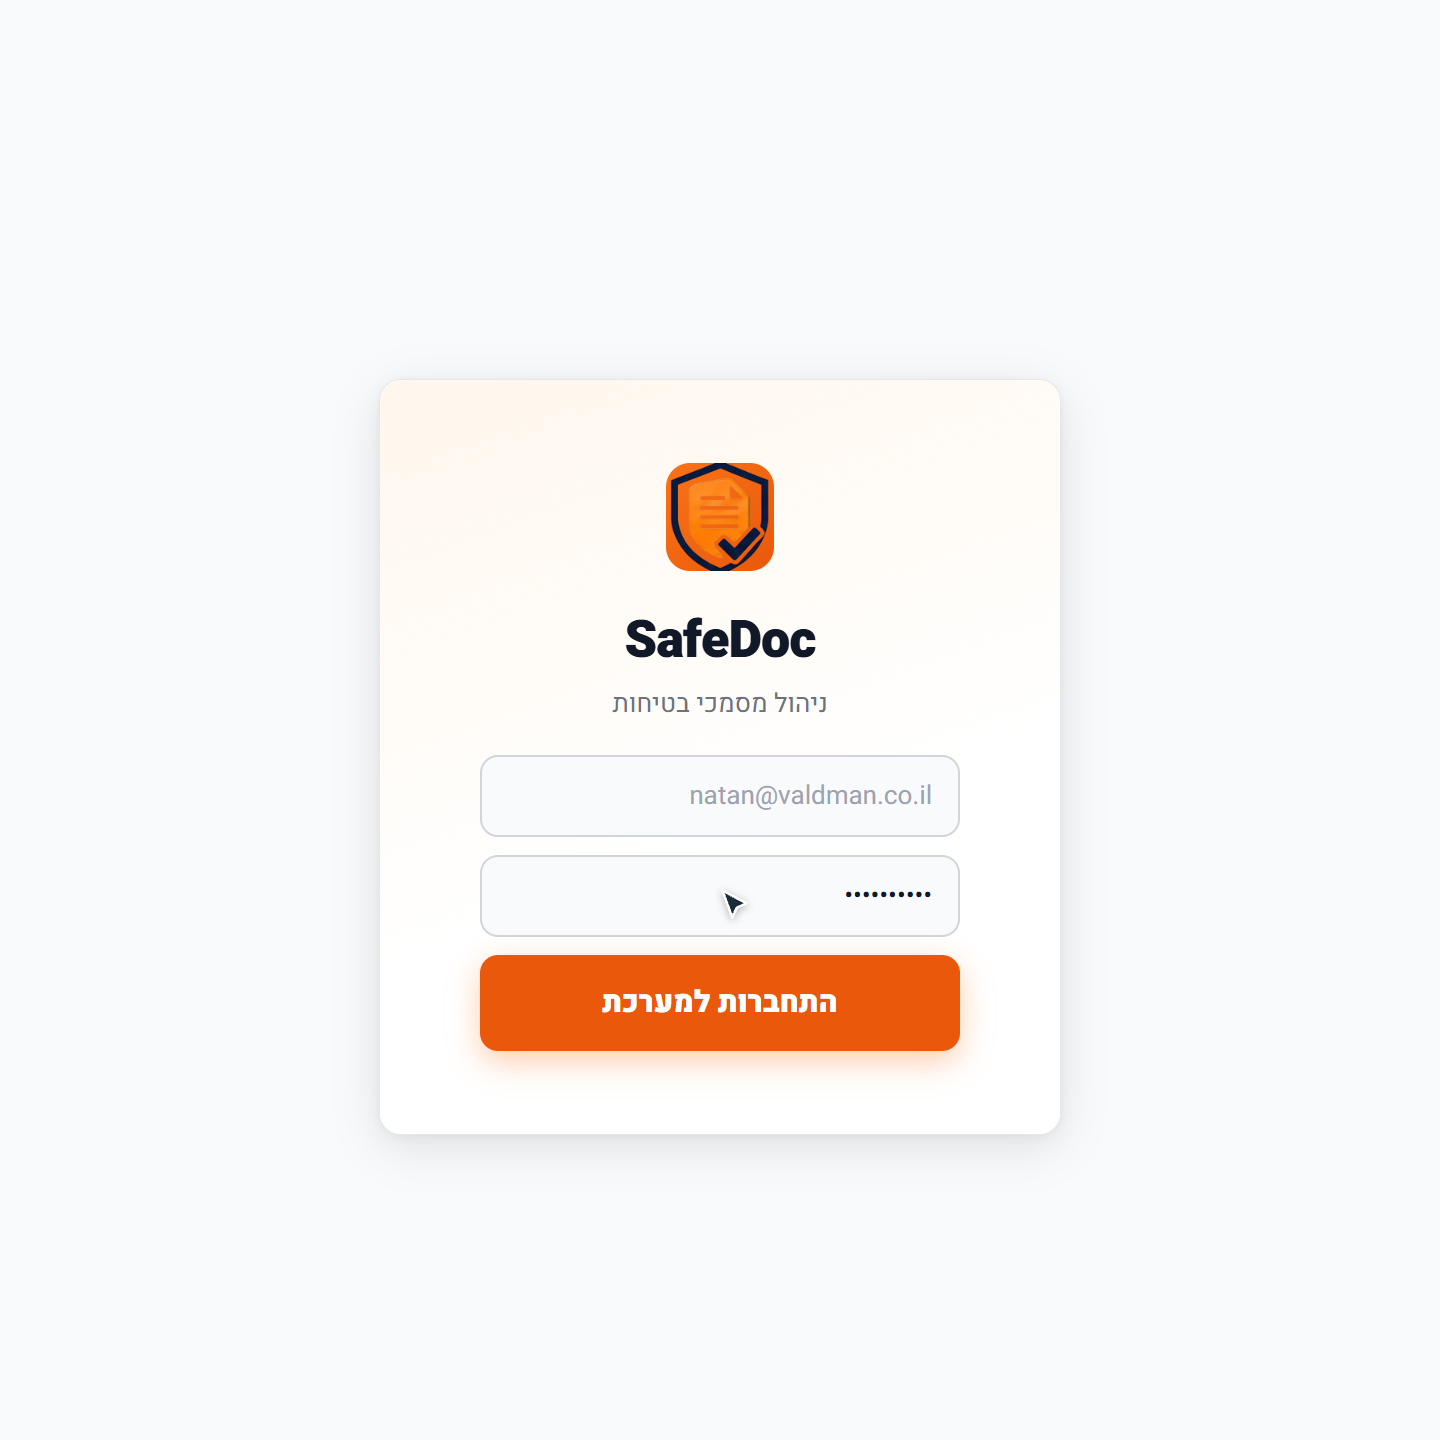 SafeDoc
ניהול מסמכי בטיחות
natan@valdman.co.il
••••••••••
התחברות למערכת